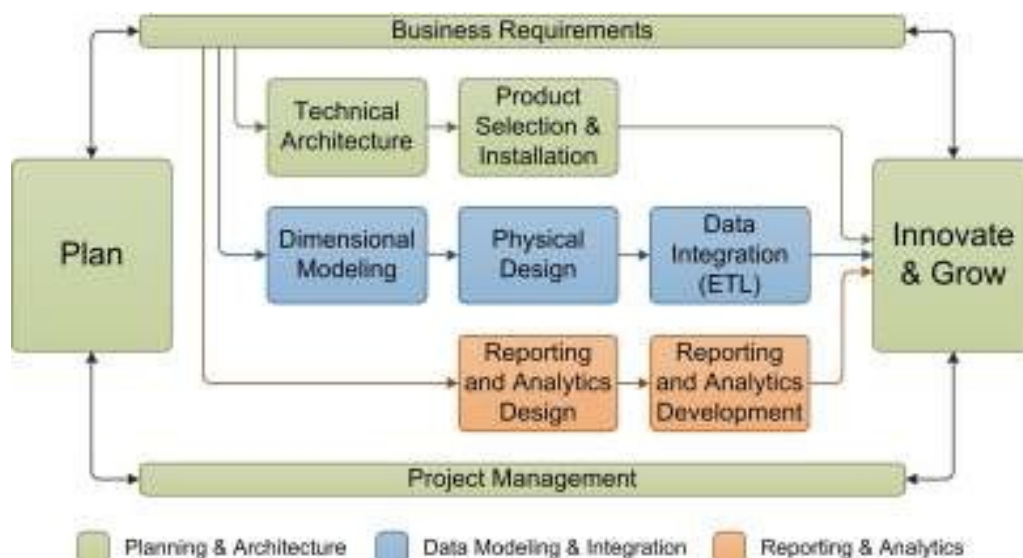 Business Requirements
Technical
Architecture
Product
Selection &
Installation
Plan
Dimensional
Modeling
Physical
Design
Data
Integration
(ETL)
Innovate
& Grow
Reporting
and Analytics
Design
Reporting
and Analytics
Development
Project Management
Planning & Architecture
Data Modeling & Integration
Reporting & Analytics